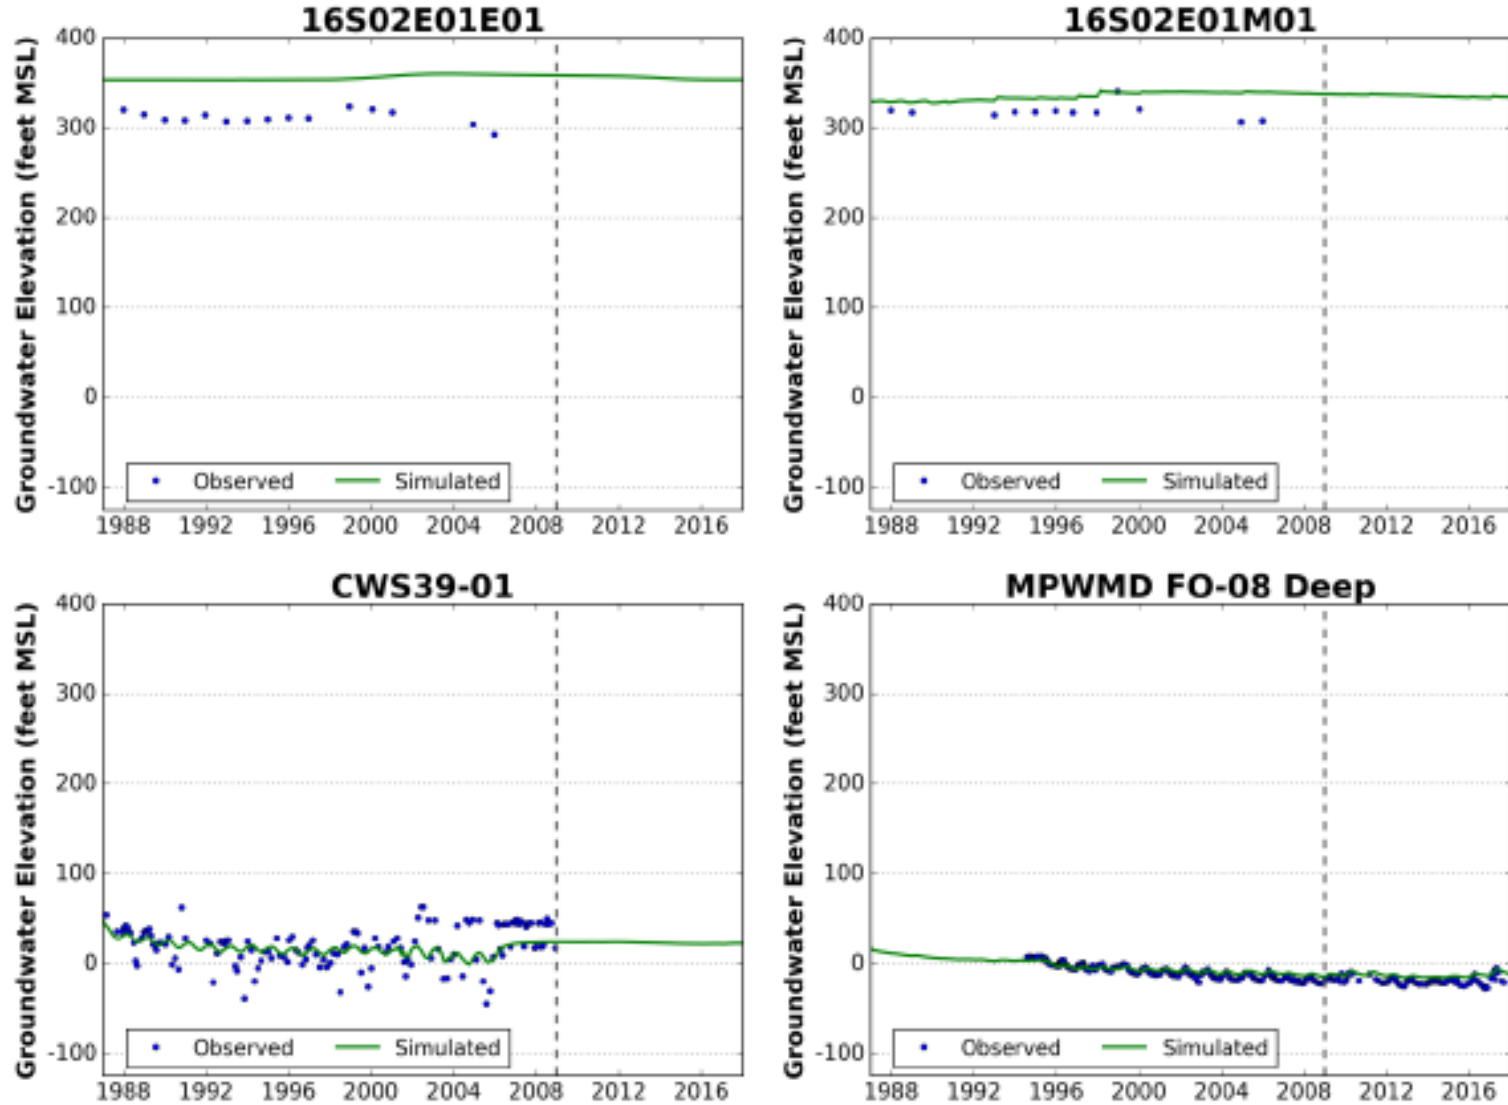 16S02E01E01
16S02E01M01
Groundwater Elevation (feet MSL)
400
300
200
100
0
-100
Observed
Simulated
1988 1992 1996 2000 2004 2008 2012 2016
Groundwater Elevation (feet MSL)
400
300
200
100
0
-100
Observed
Simulated
1988 1992 1996 2000 2004 2008 2012 2016
CWS39-01
MPWMD FO-08 Deep
Groundwater Elevation (feet MSL)
400
300
200
100
0
-100
Observed
Simulated
1988 1992 1996 2000 2004 2008 2012 2016
Groundwater Elevation (feet MSL)
400
300
200
100
0
-100
Observed
Simulated
1988 1992 1996 2000 2004 2008 2012 2016